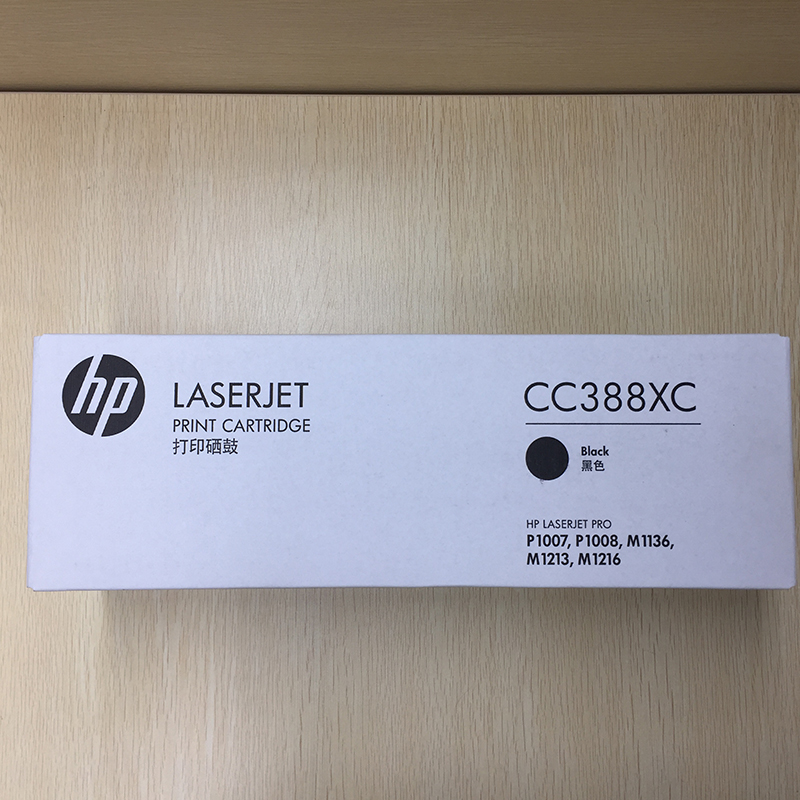 hp
LASERJET
PRINT CARTRIDGE
打印硒鼓
CC388XC
Black
黑色
HP LASERJET PRO
P1007, P1008, M1136,
M1213, M1216